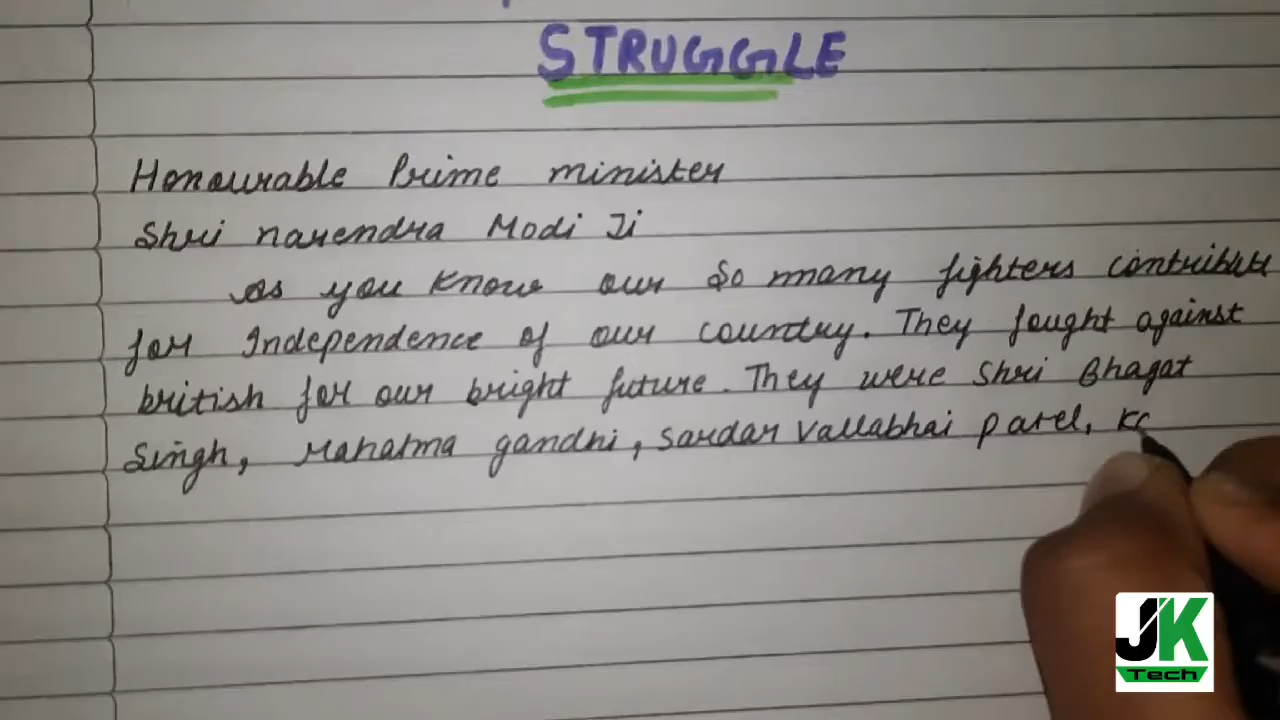 STRUGGLE
Honourable Prime minister
Shri narendra Modi Ji
as you know our so many fighters contribute
for Independence of our country. They fought against
british for our bright future. They were Shri Bhagat
Singh, Mahatma gandhi, Sardar Vallabhai patel,
JK
Tech